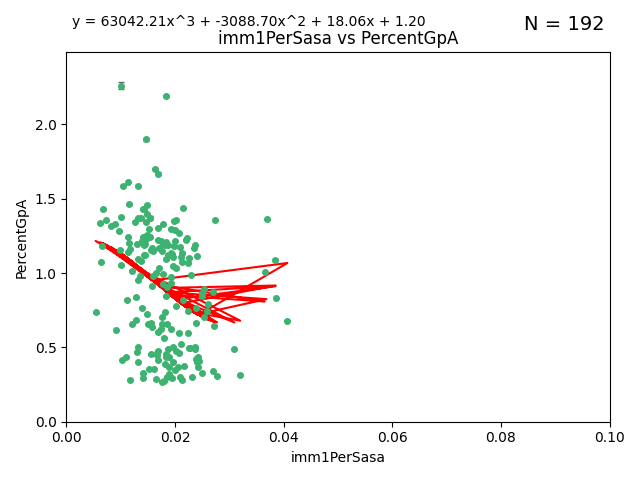 y = 63042.21x^3 + -3088.70x^2 + 18.06x + 1.20
N = 192
imm1PerSasa vs PercentGpA
PercentGpA
2.0
1.5
1.0
0.5
0.0
0.00 0.02 0.04 0.06 0.08 0.10
imm1PerSasa